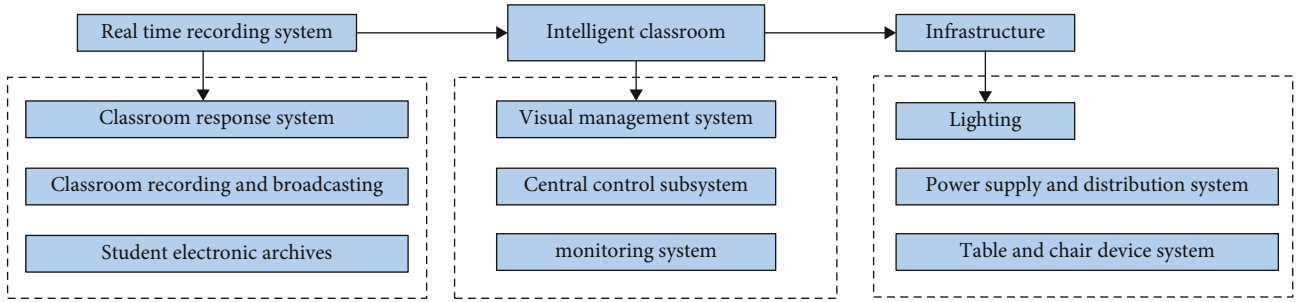 Real time recording system
Intelligent classroom
Infrastructure
Classroom response system
Classroom recording and broadcasting
Student electronic archives
Visual management system
Central control subsystem
monitoring system
Lighting
Power supply and distribution system
Table and chair device system